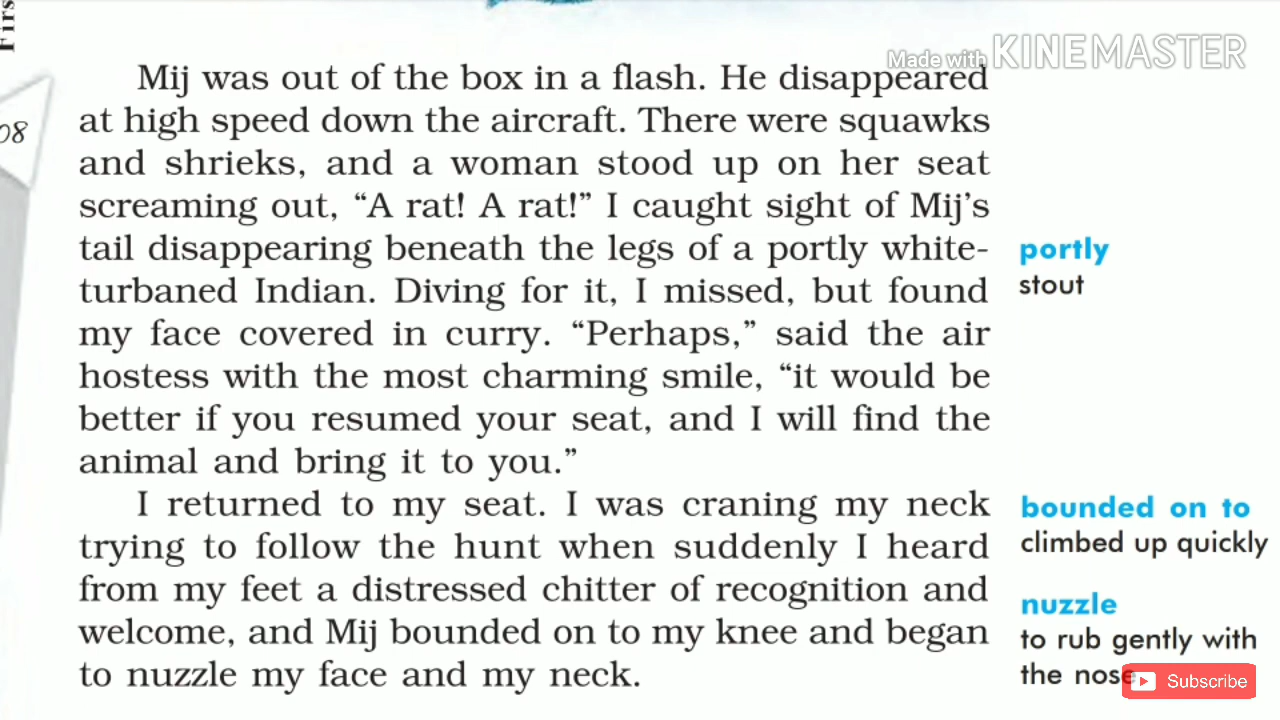 Firs
08
Made with KINEMASTER
Mij was out of the box in a flash. He disappeared
at high speed down the aircraft. There were squawks
and shrieks, and a woman stood up on her seat
screaming out, “A rat! A rat!” I caught sight of Mij’s
tail disappearing beneath the legs of a portly white-
turbaned Indian. Diving for it, I missed, but found
my face covered in curry. “Perhaps,” said the air
hostess with the most charming smile, “it would be
better if you resumed your seat, and I will find the
animal and bring it to you.”
I returned to my seat. I was craning my neck
trying to follow the hunt when suddenly I heard
from my feet a distressed chitter of recognition and
welcome, and Mij bounded on to my knee and began
to nuzzle my face and my neck.
portly
stout
bounded on to
climbed up quickly
nuzzle
to rub gently with
the nose
Subscribe